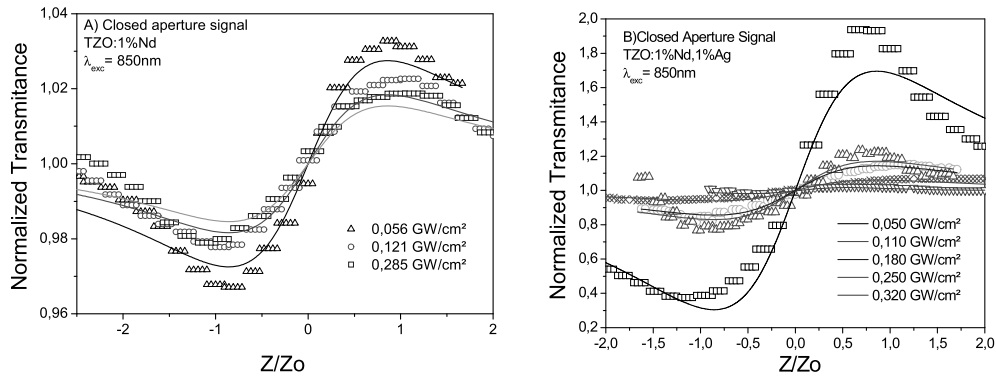 A) Closed aperture signal
TZO:1%Nd
λexc= 850nm
Normalized Transmitance
1,04
1,02
1,00
0,98
0,96
0,056 GW/cm²
0,121 GW/cm²
0,285 GW/cm²
-2
-1
0
1
2
Z/Zo
B)Closed Aperture Signal
TZO:1%Nd,1%Ag
λexc= 850nm
Normalized Transmitance
2,0
1,8
1,6
1,4
1,2
1,0
0,8
0,6
0,4
0,2
0,050 GW/cm²
0,110 GW/cm²
0,180 GW/cm²
0,250 GW/cm²
0,320 GW/cm²
-2,0
-1,5
-1,0
-0,5
0,0
0,5
1,0
1,5
2,0
Z/Zo